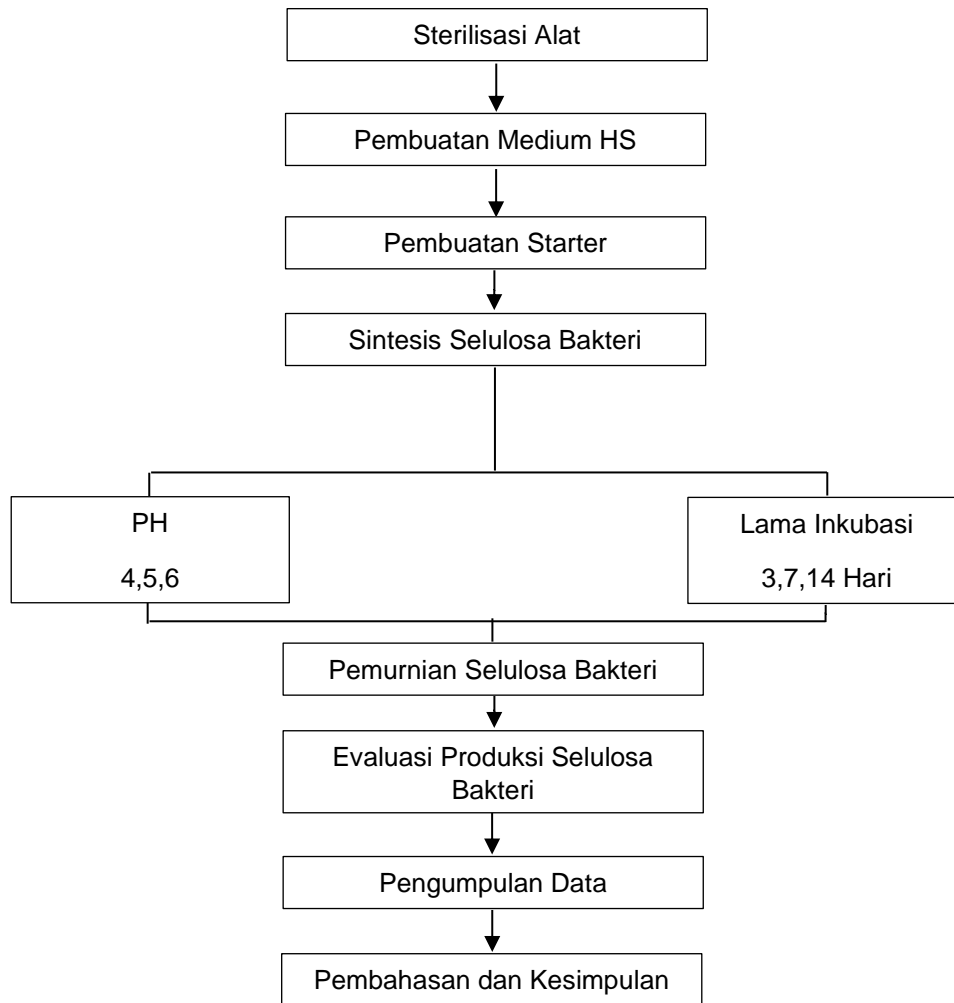 Sterilisasi Alat
Pembuatan Medium HS
Pembuatan Starter
Sintesis Selulosa Bakteri
PH
4,5,6
Lama Inkubasi
3,7,14 Hari
Pemurnian Selulosa Bakteri
Evaluasi Produksi Selulosa
Bakteri
Pengumpulan Data
Pembahasan dan Kesimpulan